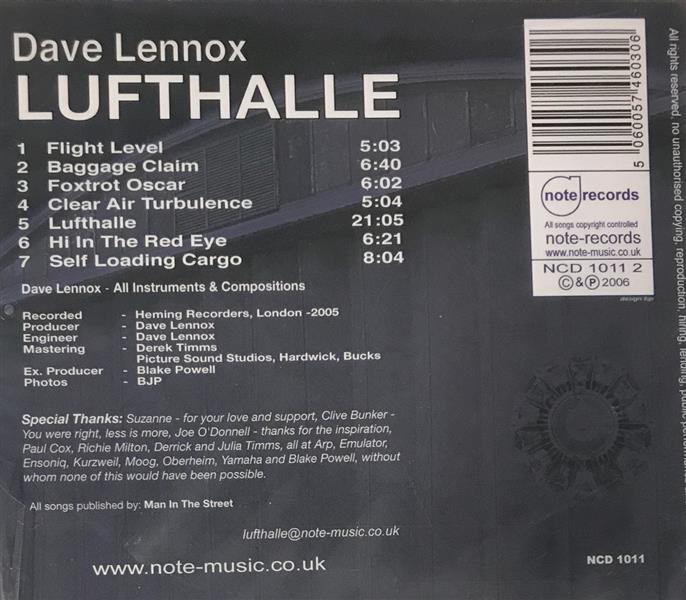 Dave Lennox
LUFTHALLE
1 Flight Level 5:03
2 Baggage Claim 6:40
3 Foxtrot Oscar 6:02
4 Clear Air Turbulence 5:04
5 Lufthalle 21:05
6 Hi In The Red Eye 6:21
7 Self Loading Cargo 8:04
Dave Lennox - All Instruments & Compositions
Recorded - Heming Recorders, London -2005
Producer - Dave Lennox
Engineer - Dave Lennox
Mastering - Derek Timms
Picture Sound Studios, Hardwick, Bucks
Ex. Producer - Blake Powell
Photos - BJP
Special Thanks: Suzanne - for your love and support, Clive Bunker -
You were right, less is more, Joe O'Donnell - thanks for the inspiration,
Paul Cox, Richie Milton, Derrick and Julia Timms, all at Arp, Emulator,
Ensoniq, Kurzweil, Moog, Oberheim, Yamaha and Blake Powell, without
whom none of this would have been possible.
All songs published by: Man In The Street
lufthalle@note-music.co.uk
www.note-music.co.uk
5 060057 460306
note records
All songs copyright controlled
note-records
www.note-music.co.uk
NCD 1011 2
©&℗ 2006
design tjp
All rights reserved, no unauthorised copying, reproduction, hiring, lending, public performance
NCD 1011